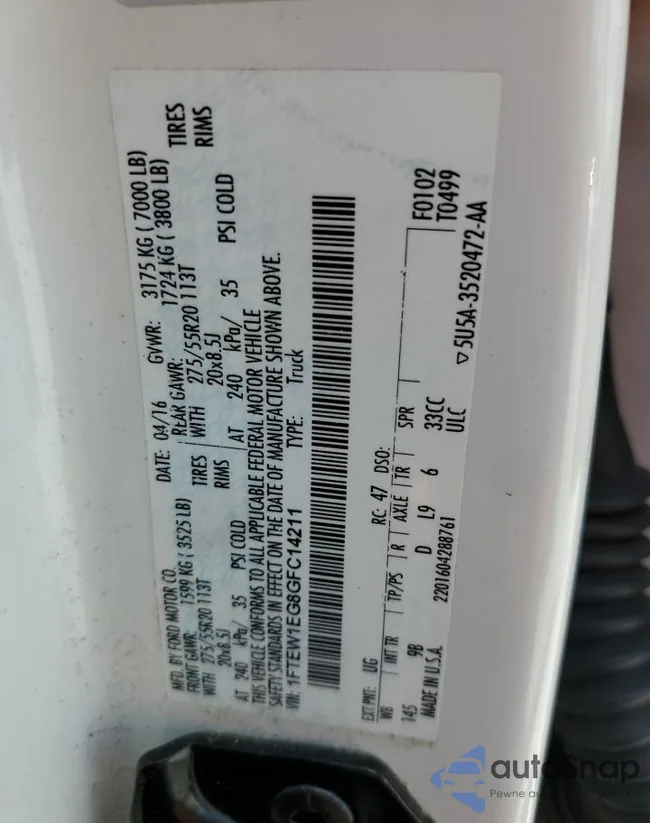 MFD. BY FORD MOTOR CO.
DATE: 04/16 GVWR: 3175 KG ( 7000 LB)
FRONT GAWR: 1599 KG ( 3525 LB) REAR GAWR: 1724 KG ( 3800 LB)
WITH 275/55R20 113T TIRES WITH 275/55R20 113T TIRES
20x8.5J RIMS 20x8.5J RIMS
AT 240 kPa/ 35 PSI COLD AT 240 kPa/ 35 PSI COLD
THIS VEHICLE CONFORMS TO ALL APPLICABLE FEDERAL MOTOR VEHICLE
SAFETY STANDARDS IN EFFECT ON THE DATE OF MANUFACTURE SHOWN ABOVE.
VIN: 1FTEW1EG8GFC14211 TYPE: Truck
F0102
T0499
EXT PNT: UG RC: 47 DSO:
WB INT TR TP/PS R AXLE TR SPR
145 9B D L9 6 33CC
MADE IN U.S.A. 2201604288761 ULC
▽5U5A-3520472-AA
autoSnap